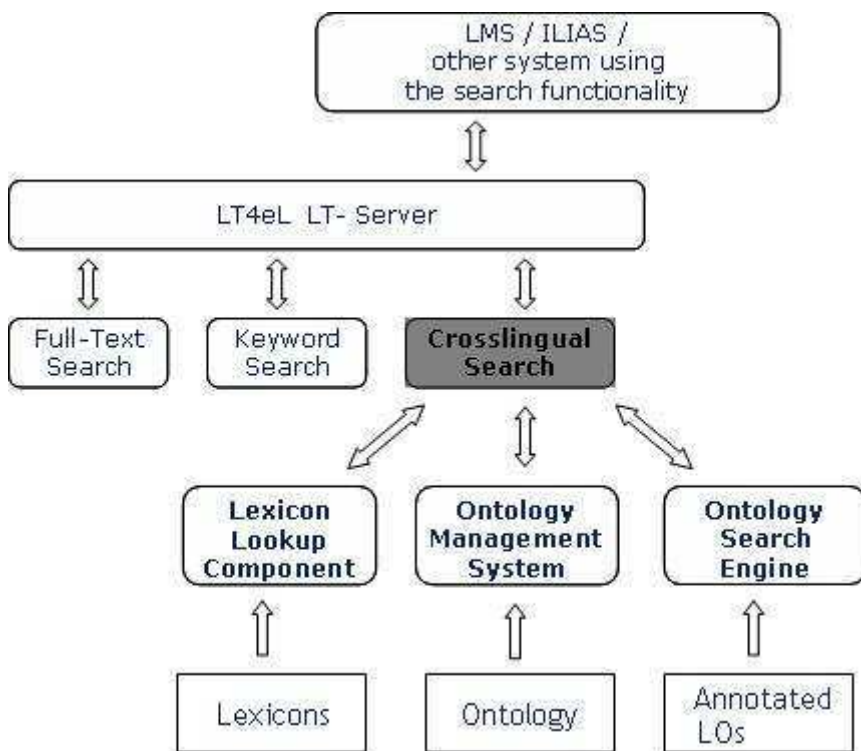 LMS / ILIAS /
other system using
the search functionality
LT4eL LT- Server
Full-Text
Search
Keyword
Search
Crosslingual
Search
Lexicon
Lookup
Component
Ontology
Management
System
Ontology
Search
Engine
Lexicons
Ontology
Annotated
LOs